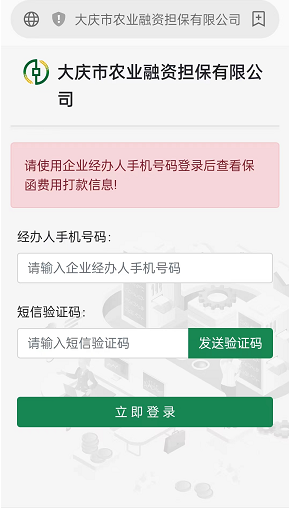 大庆市农业融资担保有限公司
大庆市农业融资担保有限公
司
请使用企业经办人手机号码登录后查看保
函费用打款信息!
经办人手机号码:
请输入企业经办人手机号码
短信验证码:
请输入短信验证码
发送验证码
立即登录